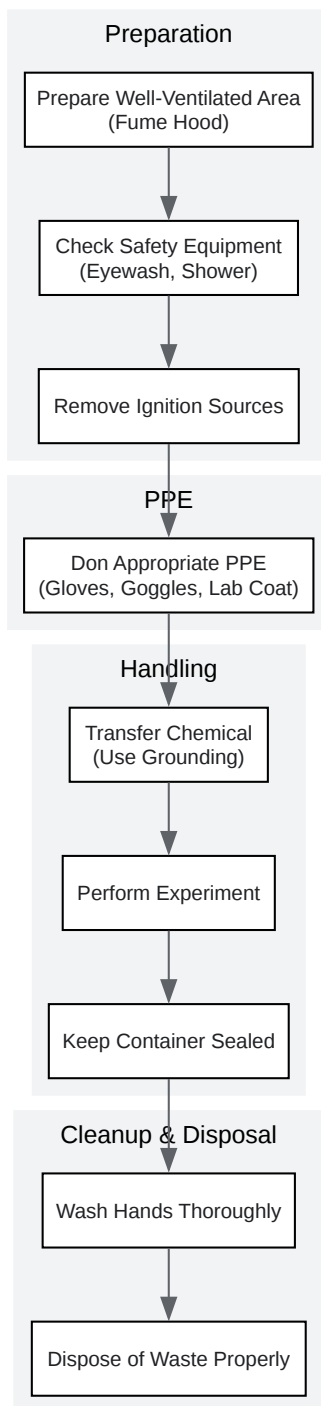 Preparation
Prepare Well-Ventilated Area
(Fume Hood)
Check Safety Equipment
(Eyewash, Shower)
Remove Ignition Sources
PPE
Don Appropriate PPE
(Gloves, Goggles, Lab Coat)
Handling
Transfer Chemical
(Use Grounding)
Perform Experiment
Keep Container Sealed
Cleanup & Disposal
Wash Hands Thoroughly
Dispose of Waste Properly